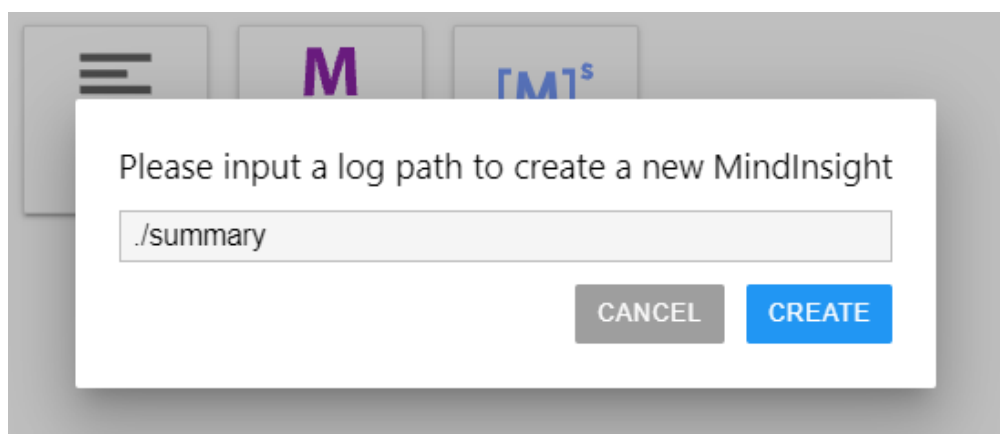 M
[M]s
Please input a log path to create a new MindInsight
./summary
CANCEL
CREATE